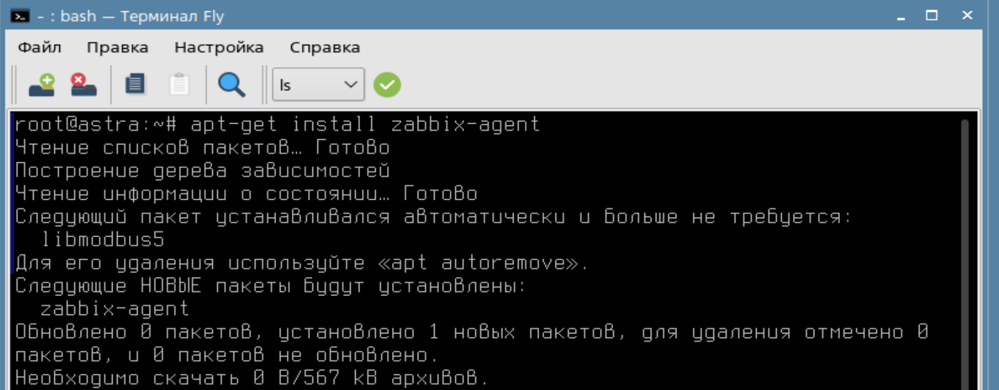 - : bash — Терминал Fly
Файл Правка Настройка Справка
ls
root@astra:~# apt-get install zabbix-agent
Чтение списков пакетов… Готово
Построение дерева зависимостей
Чтение информации о состоянии… Готово
Следующий пакет устанавливался автоматически и больше не требуется:
  libmodbus5
Для его удаления используйте «apt autoremove».
Следующие НОВЫЕ пакеты будут установлены:
  zabbix-agent
Обновлено 0 пакетов, установлено 1 новых пакетов, для удаления отмечено 0
пакетов, и 0 пакетов не обновлено.
Необходимо скачать 0 B/567 kB архивов.